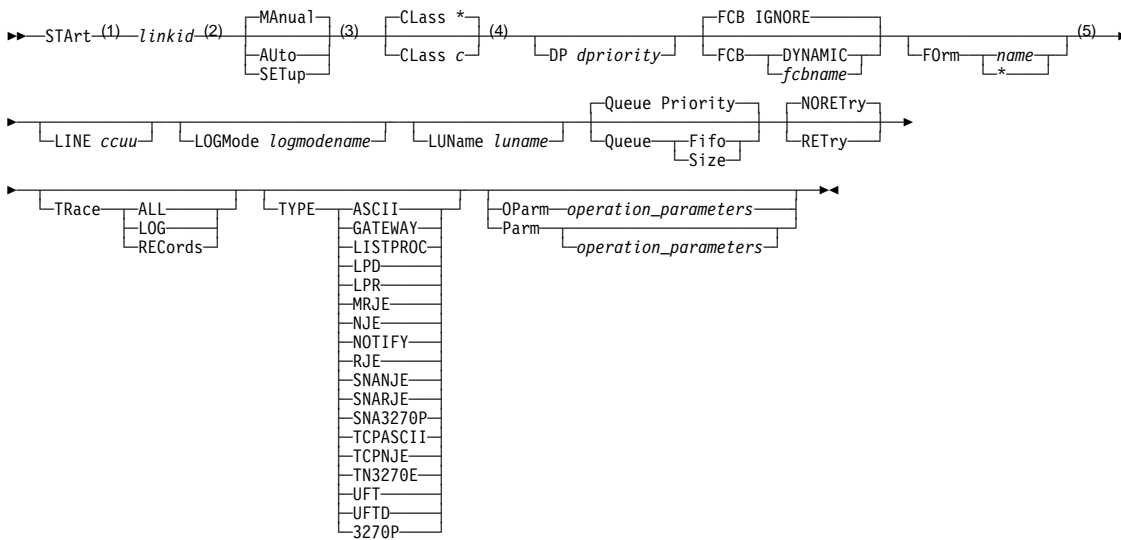 MAnual CLass * FCB IGNORE
STArt (1) linkid (2) (3) (4) (5)
AUto CLass c DP dpriority FCB DYNAMIC FOrm name
SETup fcbname *
Queue Priority NORETry
LINE ccuu LOGMode logmodename LUName luname Queue Fifo RETry
Size
TRace ALL TYPE ASCII OParm operation_parameters
LOG GATEWAY Parm
RECords LISTPROC operation_parameters
LPD
LPR
MRJE
NJE
NOTIFY
RJE
SNANJE
SNARJE
SNA3270P
TCPASCII
TCPNJE
TN3270E
UFT
UFTD
3270P